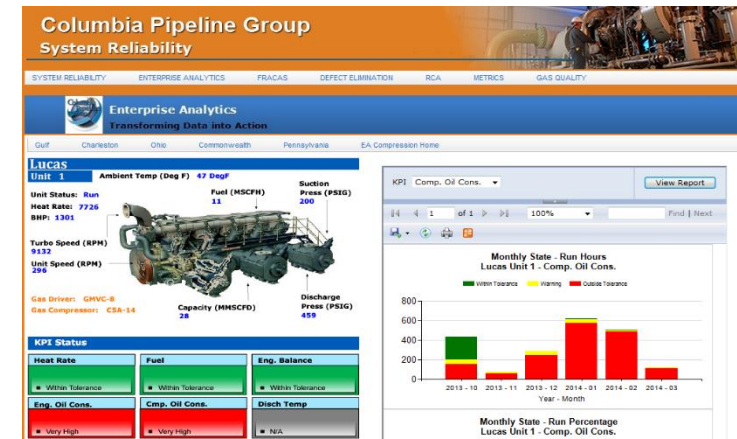 Columbia Pipeline Group
System Reliability
SYSTEM RELIABILITY ENTERPRISE ANALYTICS FRACAS DEFECT ELIMINATION RCA METRICS GAS QUALITY
Enterprise Analytics
Transforming Data into Action
Gulf Charleston Ohio Commonwealth Pennsylvania EA Compression Home
Lucas
Unit 1 Ambient Temp (Deg F) 47 DegF
Unit Status: Run
Heat Rate: 7726
BHP: 1301
Fuel (MSCFH)
11
Suction
Press (PSIG)
200
Turbo Speed (RPM)
9132
Unit Speed (RPM)
296
Gas Driver: GMVC-8
Gas Compressor: CSA-14
Capacity (MMSCFD)
28
Discharge
Press (PSIG)
459
KPI Status
Heat Rate Fuel Eng. Balance
Within Tolerance Within Tolerance Within Tolerance
Eng. Oil Cons. Cmp. Oil Cons. Disch Temp
Very High Very High N/A
KPI Comp. Oil Cons. View Report
1 of 1 100% Find | Next
Monthly State - Run Hours
Lucas Unit 1 - Comp. Oil Cons.
Within Tolerance Warning Outside Tolerance
800
600
400
200
0
2013 - 10 2013 - 11 2013 - 12 2014 - 01 2014 - 02 2014 - 03
Year - Month
Monthly State - Run Percentage
Lucas Unit 1 - Comp. Oil Cons.